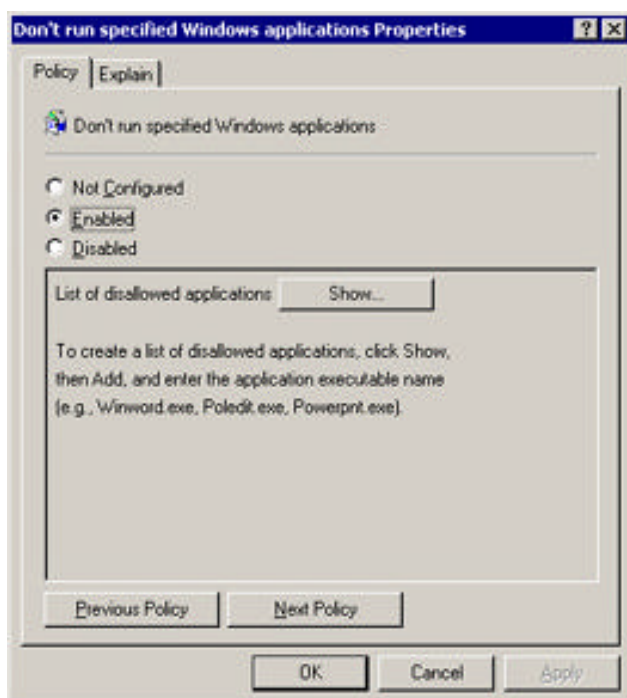 Don't run specified Windows applications Properties
Policy
Explain
Don't run specified Windows applications
Not Configured
Enabled
Disabled
List of disallowed applications
Show...
To create a list of disallowed applications, click Show,
then Add, and enter the application executable name
(e.g., Winword.exe, Poledit.exe, Powerpnt.exe).
Previous Policy
Next Policy
OK
Cancel
Apply